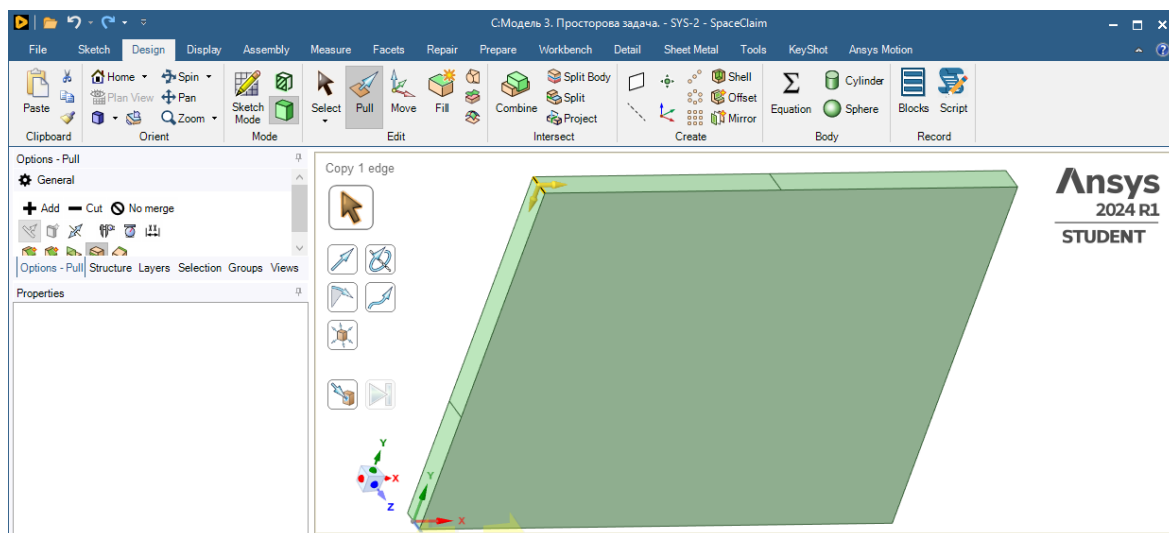 C:Модель 3. Просторова задача. - SYS-2 - SpaceClaim
File Sketch Design Display Assembly Measure Facets Repair Prepare Workbench Detail Sheet Metal Tools KeyShot Ansys Motion
Home Spin Split Body Shell Cylinder
Plan View Pan Split Offset Sphere
Paste Zoom Sketch Mode Select Pull Move Fill Combine Project Mirror Equation Blocks Script
Clipboard Orient Mode Edit Intersect Create Body Record
Options - Pull
General
Add Cut No merge
Options - Pull Structure Layers Selection Groups Views
Properties
Copy 1 edge
Ansys
2024 R1
STUDENT
Y
X
Z
Y
X